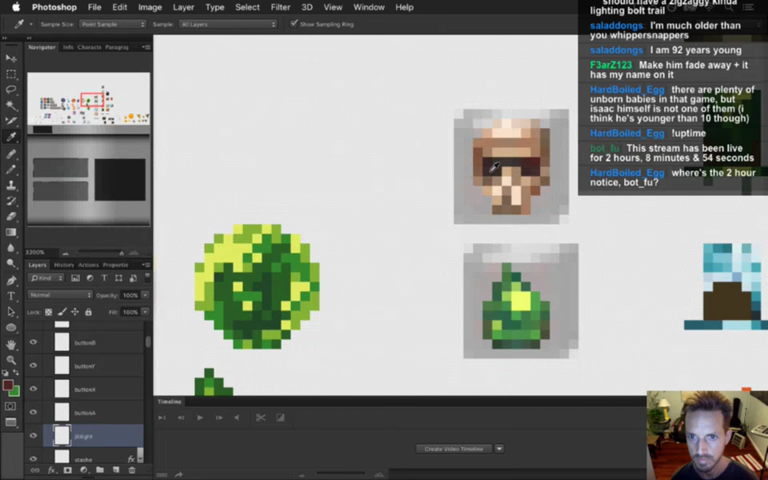 Photoshop File Edit Image Layer Type Select Filter 3D View Window Help
Sample Size: Point Sample Sample: All Layers Show Sampling Ring
Navigator Info Characte Paragrap
3200%
Layers History Actions Propertie
Kind
Normal Opacity: 100%
Lock: Fill: 100%
buttonB
buttonY
buttonX
buttonA
Timeline
Create Video Timeline
should have a zigzaggy kinda
lighting bolt trail
saladdongs I'm much older than
you whippersnappers
saladdongs I am 92 years young
F3arZ123 Make him fade away + it
has my name on it
HardBoiled_Egg there are plenty of
unborn babies in that game, but
isaac himself is not one of them (i
think he's younger than 10 though)
HardBoiled_Egg !uptime
bot_fu This stream has been live
for 2 hours, 8 minutes & 54 seconds
HardBoiled_Egg where's the 2 hour
notice, bot_fu?